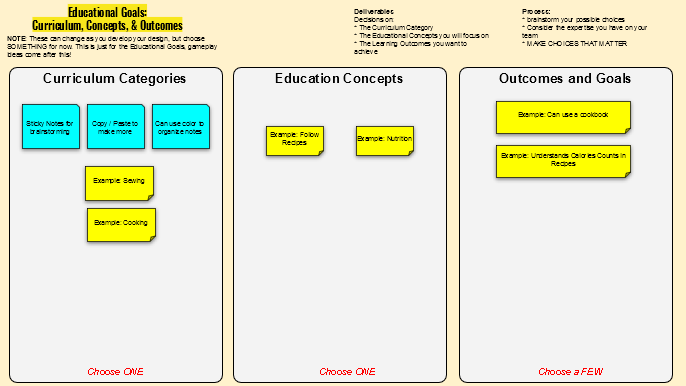 Educational Goals:
Curriculum, Concepts, & Outcomes
NOTE: These can change as you develop your design, but choose
SOMETHING for now. This is just for the Educational Goals, gameplay
ideas come after this!
Deliverables
Decisions on:
* The Curriculum Category
* The Educational Concepts you will focus on
* The Learning Outcomes you want to
achieve
Process:
* brainstorm your possible choices
* Consider the expertise you have on your
team
* MAKE CHOICES THAT MATTER
Curriculum Categories
Sticky Notes for
brainstorming
Copy / Paste to
make more
Can use color to
organize notes
Example: Sewing
Example: Cooking
Choose ONE
Education Concepts
Example: Follow
Recipes
Example: Nutrition
Choose ONE
Outcomes and Goals
Example: Can use a cookbook
Example: Understands Calories Counts in
Recipes
Choose a FEW